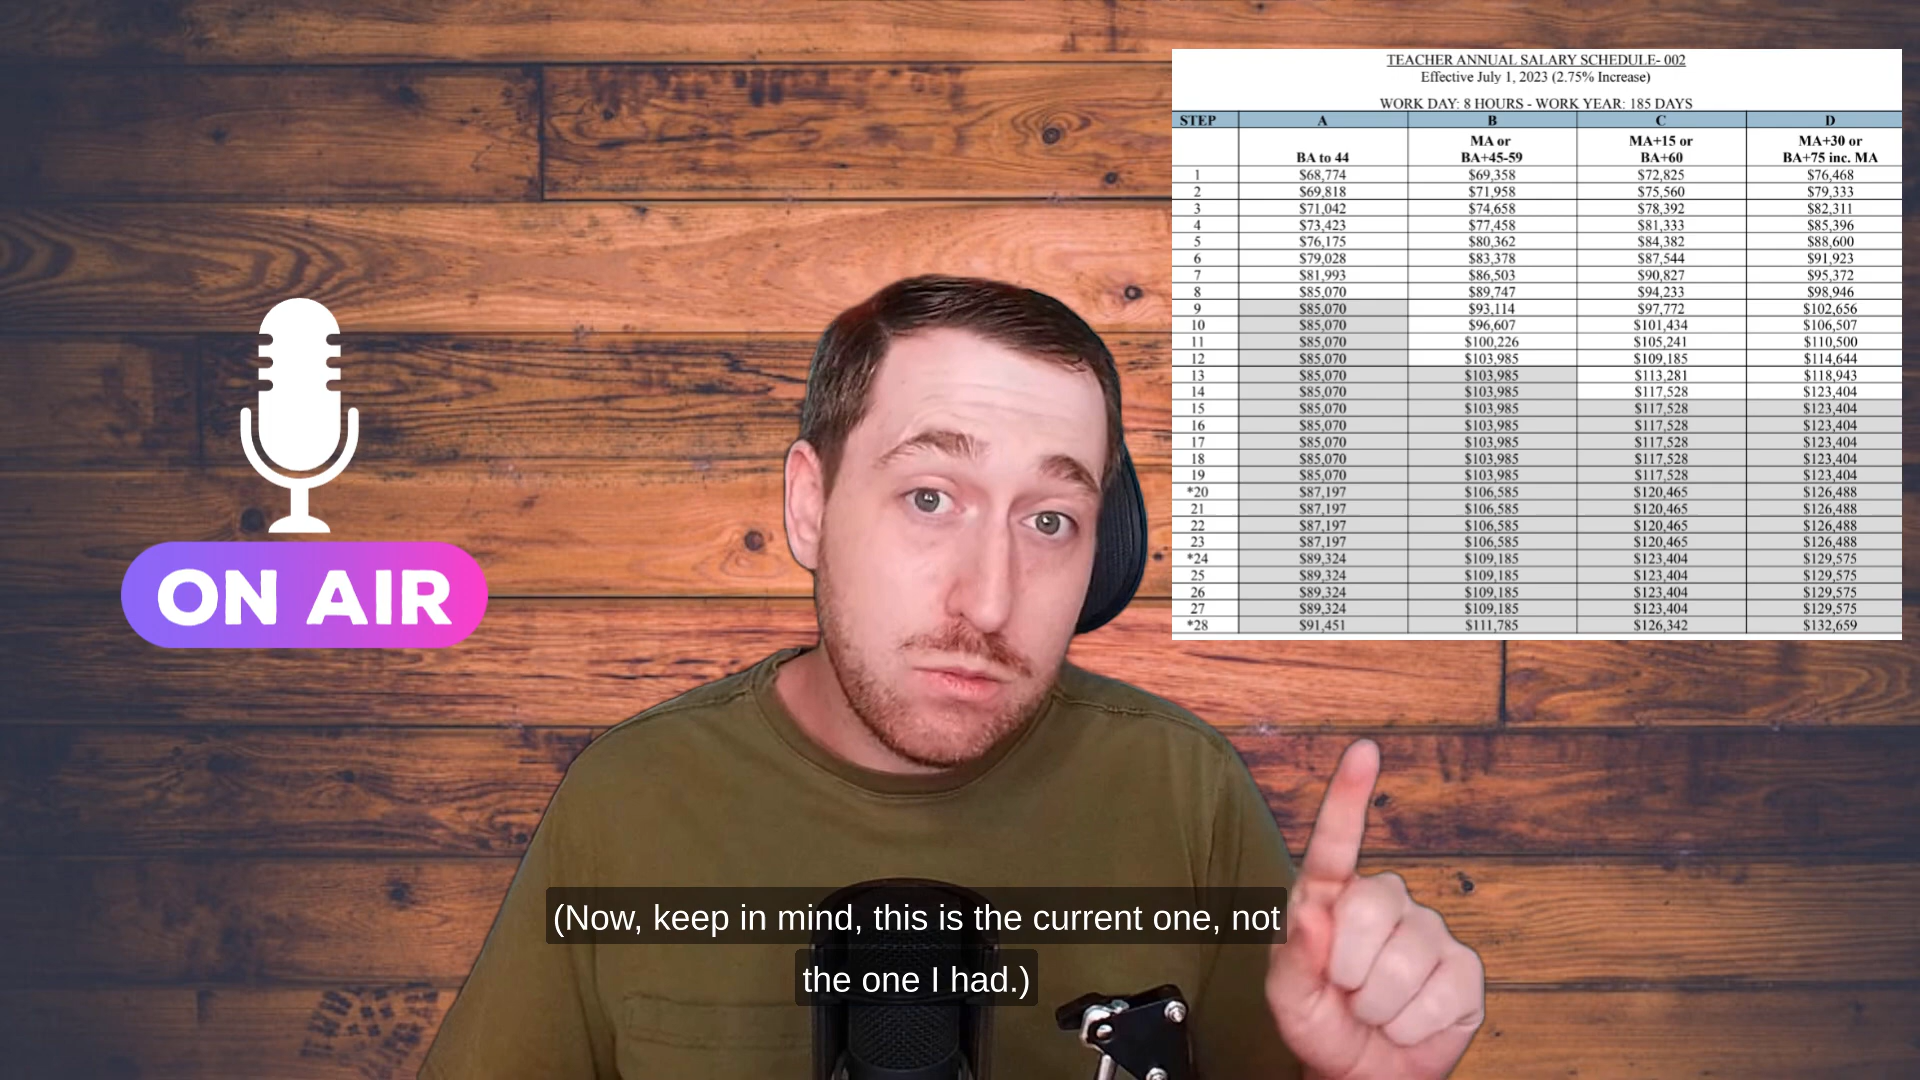 TEACHER ANNUAL SALARY SCHEDULE- 002
Effective July 1, 2023 (2.75% Increase)
WORK DAY: 8 HOURS - WORK YEAR: 185 DAYS
STEP A B C D
BA to 44 MA or BA+45-59 MA+15 or BA+60 MA+30 or BA+75 inc. MA
1 $68,774 $69,358 $72,825 $76,468
2 $69,818 $71,958 $75,560 $79,333
3 $71,042 $74,658 $78,392 $82,311
4 $73,423 $77,458 $81,333 $85,396
5 $76,175 $80,362 $84,382 $88,600
6 $79,028 $83,378 $87,544 $91,923
7 $81,993 $86,503 $90,827 $95,372
8 $85,070 $89,747 $94,233 $98,946
9 $85,070 $93,114 $97,772 $102,656
10 $85,070 $96,607 $101,434 $106,507
11 $85,070 $100,226 $105,241 $110,500
12 $85,070 $103,985 $109,185 $114,644
13 $85,070 $103,985 $113,281 $118,943
14 $85,070 $103,985 $117,528 $123,404
15 $85,070 $103,985 $117,528 $123,404
16 $85,070 $103,985 $117,528 $123,404
17 $85,070 $103,985 $117,528 $123,404
18 $85,070 $103,985 $117,528 $123,404
19 $85,070 $103,985 $117,528 $123,404
*20 $87,197 $106,585 $120,465 $126,488
21 $87,197 $106,585 $120,465 $126,488
22 $87,197 $106,585 $120,465 $126,488
23 $87,197 $106,585 $120,465 $126,488
*24 $89,324 $109,185 $123,404 $129,575
25 $89,324 $109,185 $123,404 $129,575
26 $89,324 $109,185 $123,404 $129,575
27 $89,324 $109,185 $123,404 $129,575
*28 $91,451 $111,785 $126,342 $132,659
ON AIR
(Now, keep in mind, this is the current one, not
the one I had.)